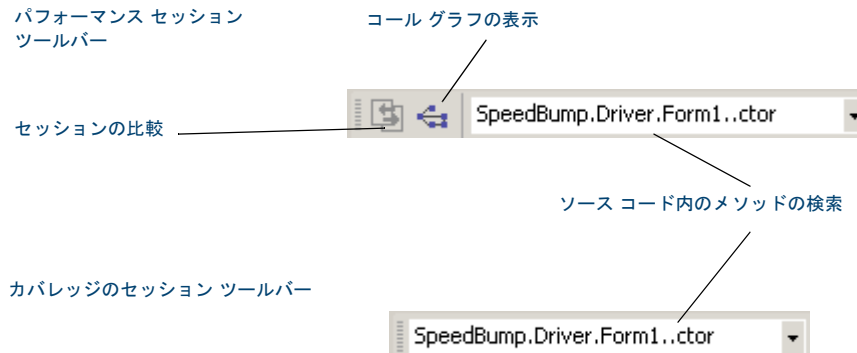 パフォーマンス セッション
ツールバー
コール グラフの表示
セッションの比較
SpeedBump.Driver.Form1..ctor
ソース コード内のメソッドの検索
カバレッジのセッション ツールバー
SpeedBump.Driver.Form1..ctor